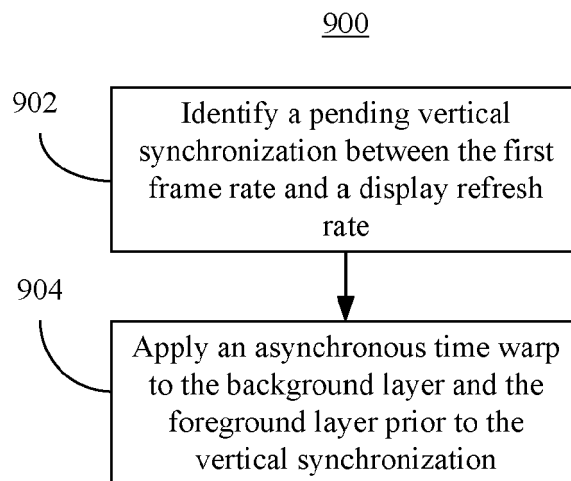 900
902
Identify a pending vertical
synchronization between the first
frame rate and a display refresh
rate
904
Apply an asynchronous time warp
to the background layer and the
foreground layer prior to the
vertical synchronization